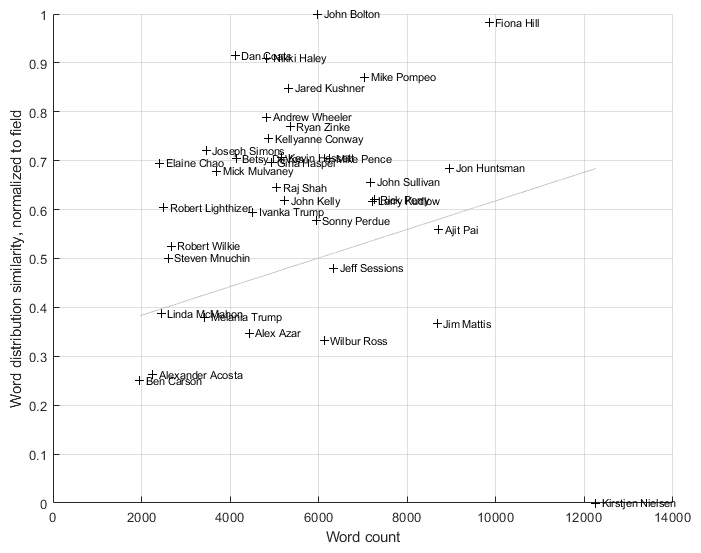 1
0.9
0.8
0.7
0.6
0.5
0.4
0.3
0.2
0.1
0
Word distribution similarity, normalized to field
John Bolton
Fiona Hill
Dan Coats
Nikki Haley
Mike Pompeo
Jared Kushner
Andrew Wheeler
Ryan Zinke
Kellyanne Conway
Joseph Simons
Elaine Chao
Betsy
Kevin
Mike Pence
Gina Haspel
Mick Mulvaney
Jon Huntsman
John Sullivan
Raj Shah
John Kelly
Rick Perry
Larry Kudlow
Robert Lighthizer
Ivanka Trump
Sonny Perdue
Ajit Pai
Robert Wilkie
Steven Mnuchin
Jeff Sessions
Linda McMahon
Melania Trump
Jim Mattis
Alex Azar
Wilbur Ross
Alexander Acosta
Ben Carson
Kirstjen Nielsen
0 2000 4000 6000 8000 10000 12000 14000
Word count